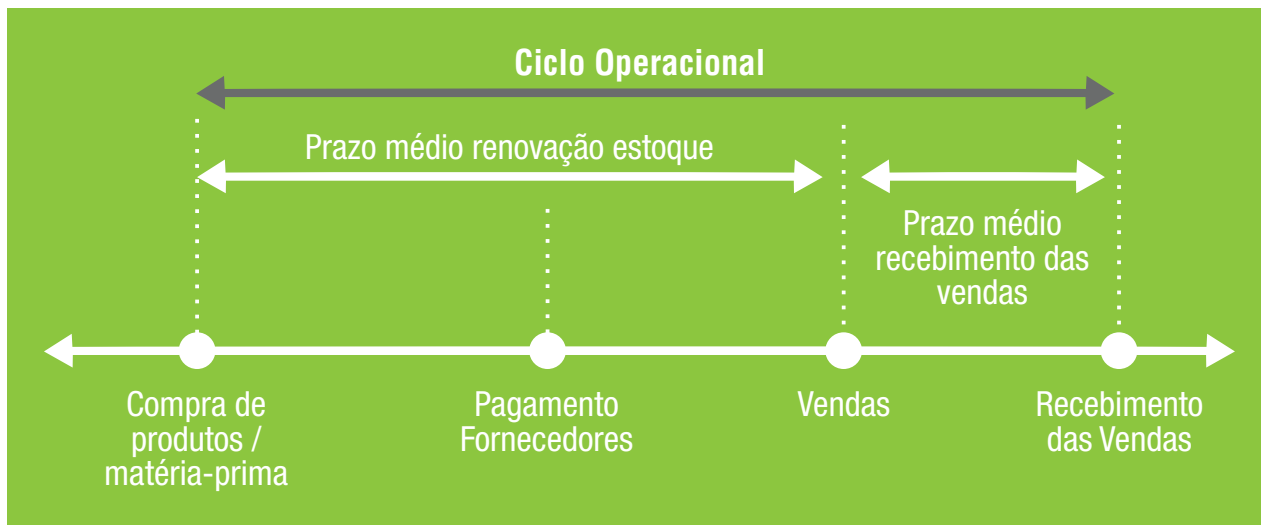 Ciclo Operacional
Prazo médio renovação estoque
Prazo médio
recebimento das
vendas
Compra de
produtos /
matéria-prima
Pagamento
Fornecedores
Vendas
Recebimento
das Vendas